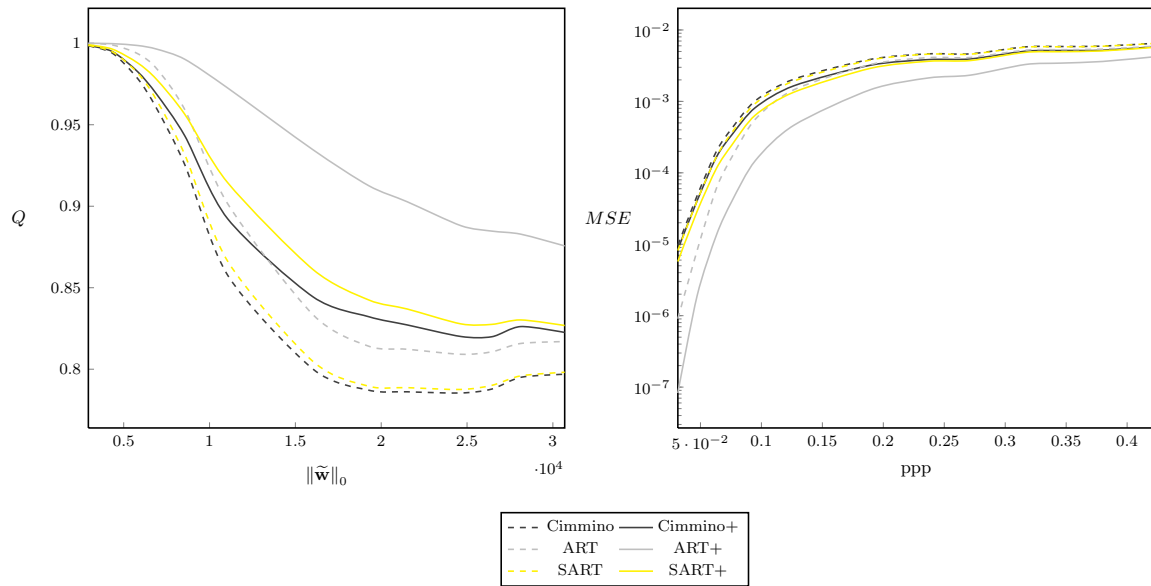 1
0.95
0.9
0.85
0.8
Q
0.5 1 1.5 2 2.5 3
·10⁴
‖w̃‖₀
10⁻²
10⁻³
10⁻⁴
10⁻⁵
10⁻⁶
10⁻⁷
MSE
5·10⁻² 0.1 0.15 0.2 0.25 0.3 0.35 0.4
ppp
Cimmino Cimmino+
ART ART+
SART SART+